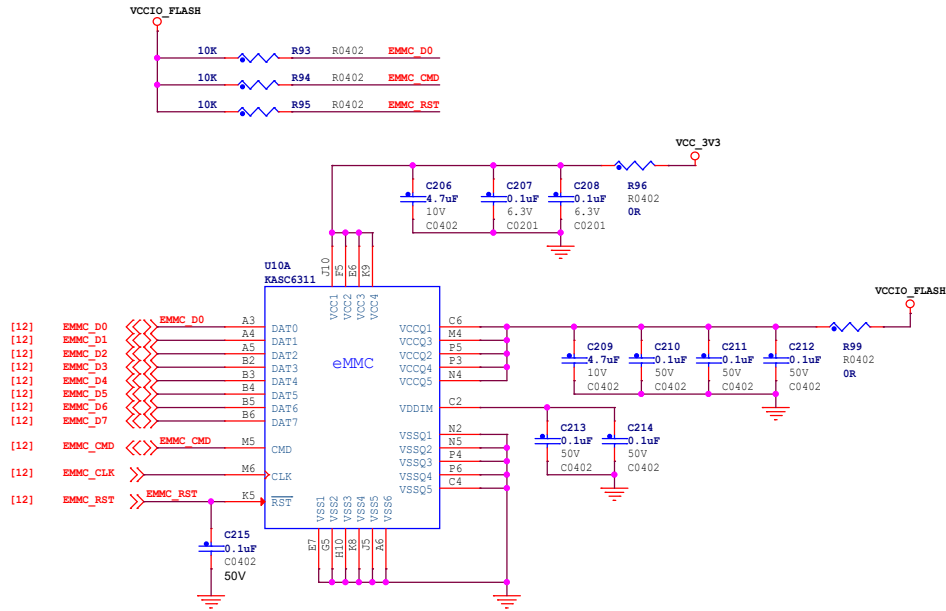 VCCIO_FLASH
10K R93 R0402 EMMC_D0
10K R94 R0402 EMMC_CMD
10K R95 R0402 EMMC_RST
VCC_3V3
C206 C207 C208 R96
4.7uF 0.1uF 0.1uF R0402
10V 6.3V 6.3V 0R
C0402 C0201 C0201
U10A
KASC6311
J10 F5 E6 K9
VCC1 VCC2 VCC3 VCC4
VCCIO_FLASH
[12] EMMC_D0 EMMC_D0 A3 DAT0 VCCQ1 C6
[12] EMMC_D1 A4 DAT1 VCCQ3 M4
[12] EMMC_D2 A5 DAT2 VCCQ2 P5
[12] EMMC_D3 B2 DAT3 VCCQ4 P3
[12] EMMC_D4 B3 DAT4 VCCQ5 N4
[12] EMMC_D5 B4 DAT5
[12] EMMC_D6 B5 DAT6 VDDIM C2
[12] EMMC_D7 B6 DAT7
eMMC
C209 C210 C211 C212 R99
4.7uF 0.1uF 0.1uF 0.1uF R0402
10V 50V 50V 50V 0R
C0402 C0402 C0402 C0402
[12] EMMC_CMD EMMC_CMD M5 CMD
[12] EMMC_CLK M6 CLK
[12] EMMC_RST EMMC_RST K5 RST
VSSQ1 N2
VSSQ2 N5
VSSQ3 P4
VSSQ4 P6
VSSQ5 C4
C213 C214
0.1uF 0.1uF
50V 50V
C0402 C0402
VSS1 VSS2 VSS3 VSS4 VSS5 VSS6
E7 G5 H10 K8 J5 A6
C215
0.1uF
C0402
50V